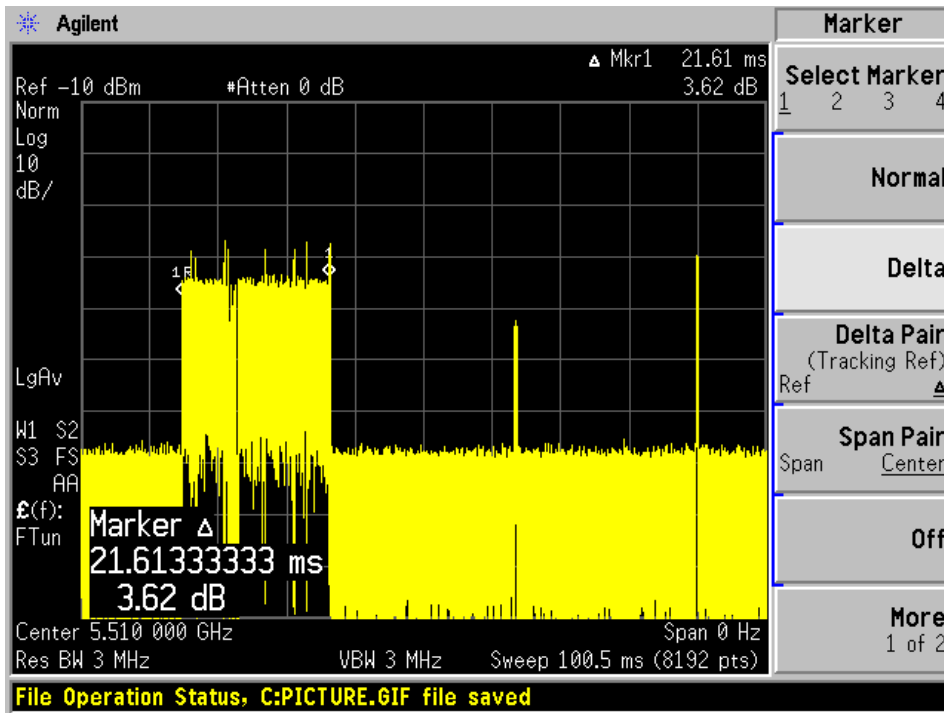 Agilent
Δ Mkr1 21.61 ms
Ref -10 dBm #Atten 0 dB 3.62 dB
Norm
Log
10
dB/
1R
1
LgAv
W1 S2
S3 FS
AA
£(f):
FTun
Marker Δ
21.61333333 ms
3.62 dB
Center 5.510 000 GHz Span 0 Hz
Res BW 3 MHz VBW 3 MHz Sweep 100.5 ms (8192 pts)
File Operation Status, C:PICTURE.GIF file saved
Marker
Select Marker
1 2 3 4
Normal
Delta
Delta Pair
(Tracking Ref)
Ref Δ
Span Pair
Span Center
Off
More
1 of 2